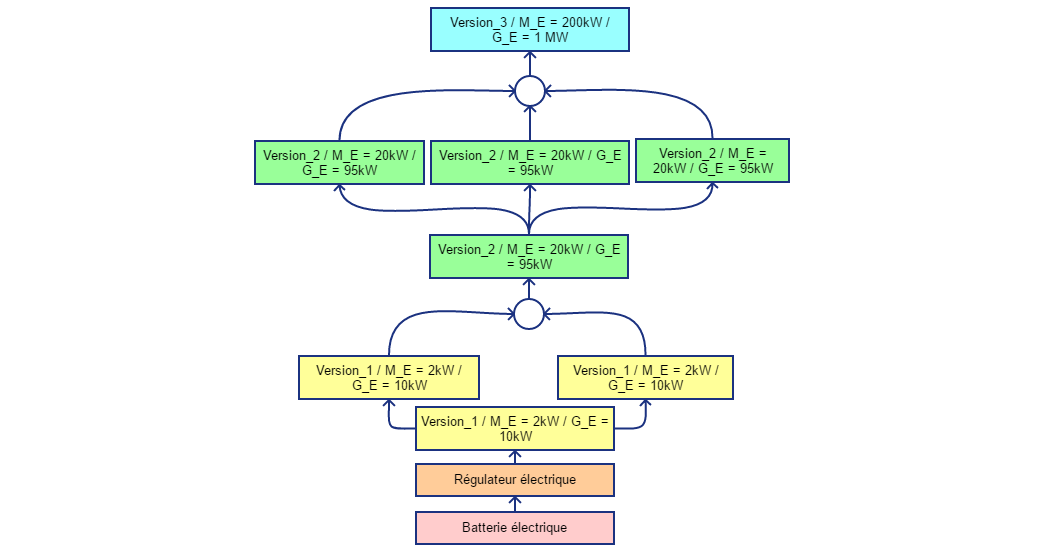 Version_3 / M_E = 200kW /
G_E = 1 MW
Version_2 / M_E = 20kW /
G_E = 95kW
Version_2 / M_E = 20kW / G_E
= 95kW
Version_2 / M_E =
20kW / G_E = 95kW
Version_2 / M_E = 20kW / G_E
= 95kW
Version_1 / M_E = 2kW /
G_E = 10kW
Version_1 / M_E = 2kW /
G_E = 10kW
Version_1 / M_E = 2kW / G_E =
10kW
Régulateur électrique
Batterie électrique